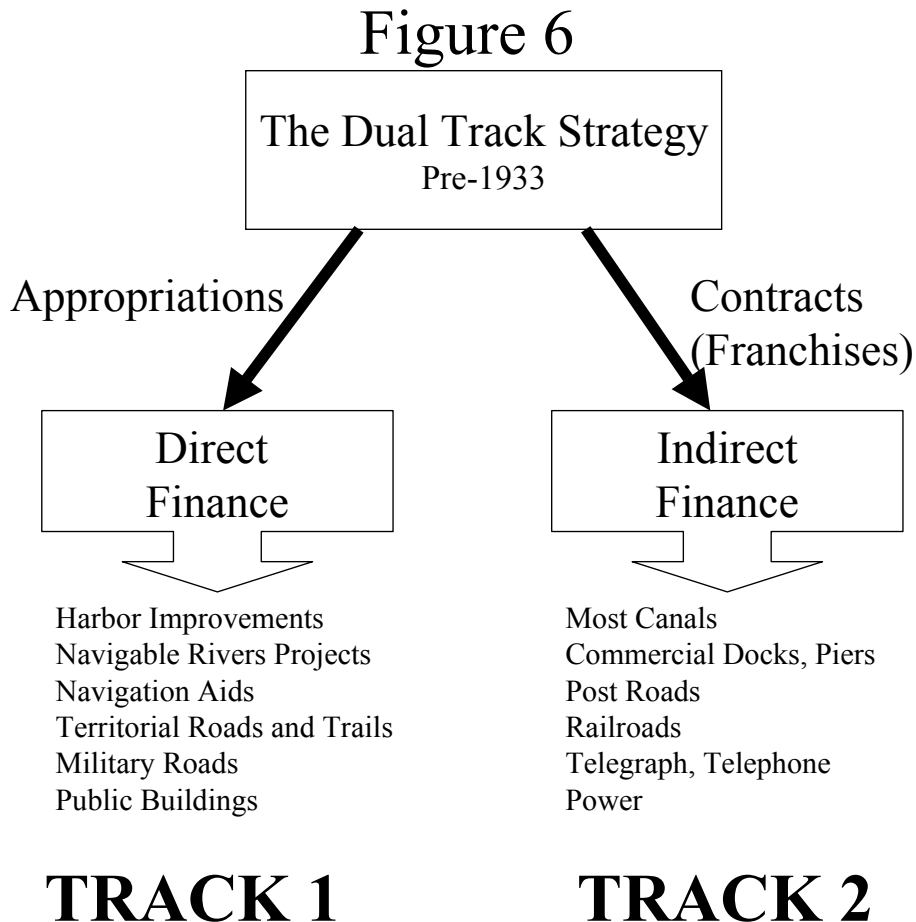 Figure 6
The Dual Track Strategy
Pre-1933
Appropriations
Contracts
(Franchises)
Direct
Finance
Indirect
Finance
Harbor Improvements
Navigable Rivers Projects
Navigation Aids
Territorial Roads and Trails
Military Roads
Public Buildings
Most Canals
Commercial Docks, Piers
Post Roads
Railroads
Telegraph, Telephone
Power
TRACK 1
TRACK 2